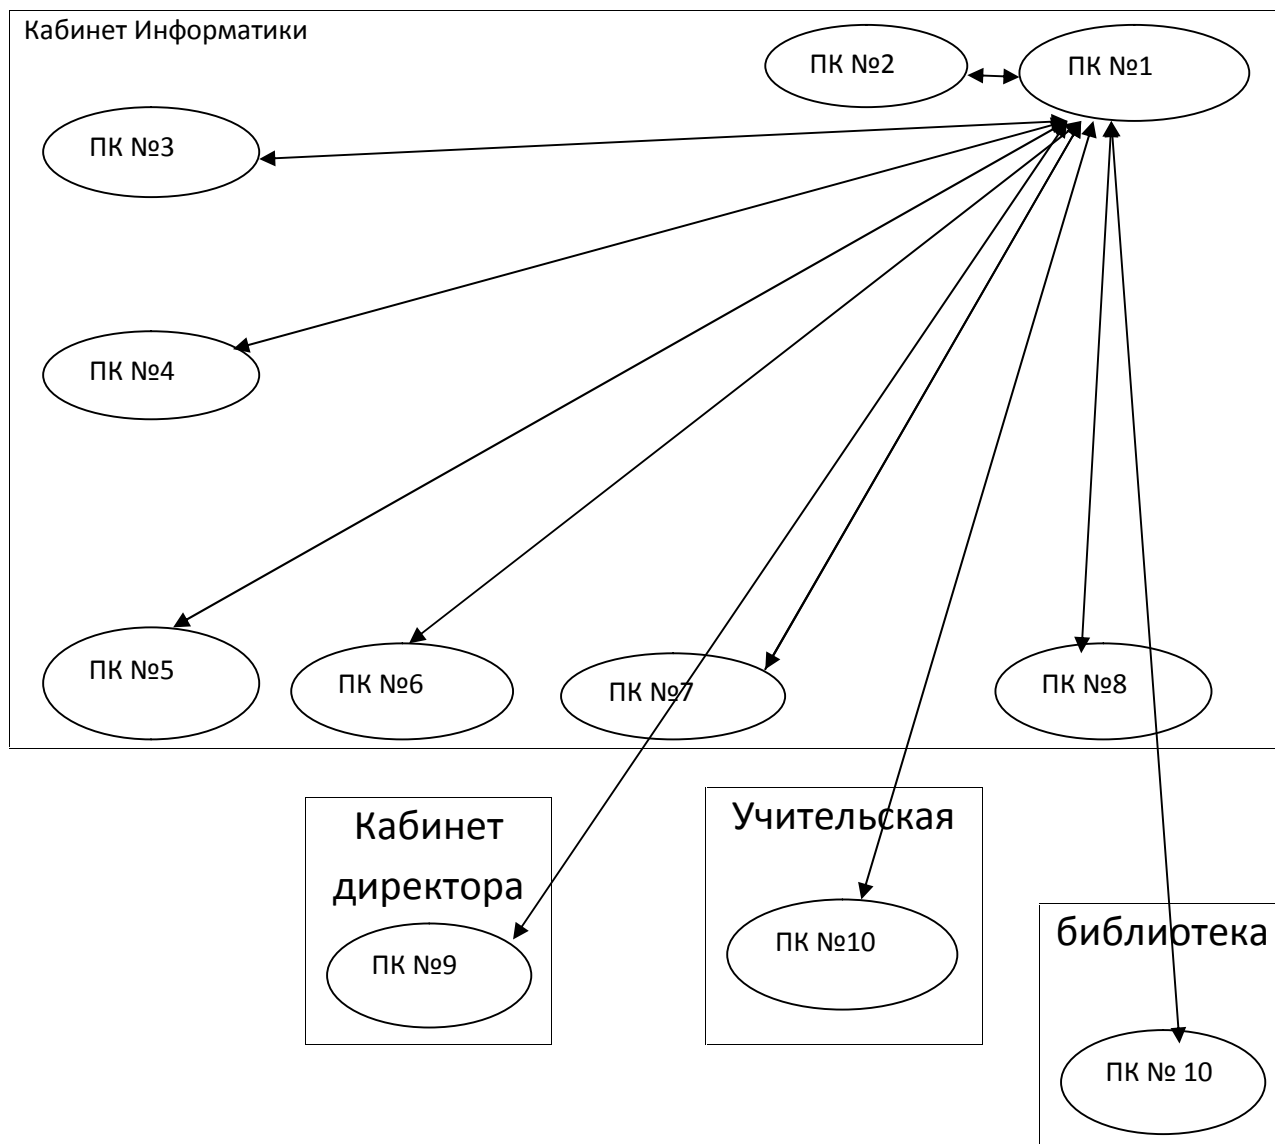 Кабинет Информатики
ПК №2
ПК №1
ПК №3
ПК №4
ПК №5
ПК №6
ПК №7
ПК №8
Кабинет
директора
ПК №9
Учительская
ПК №10
библиотека
ПК № 10